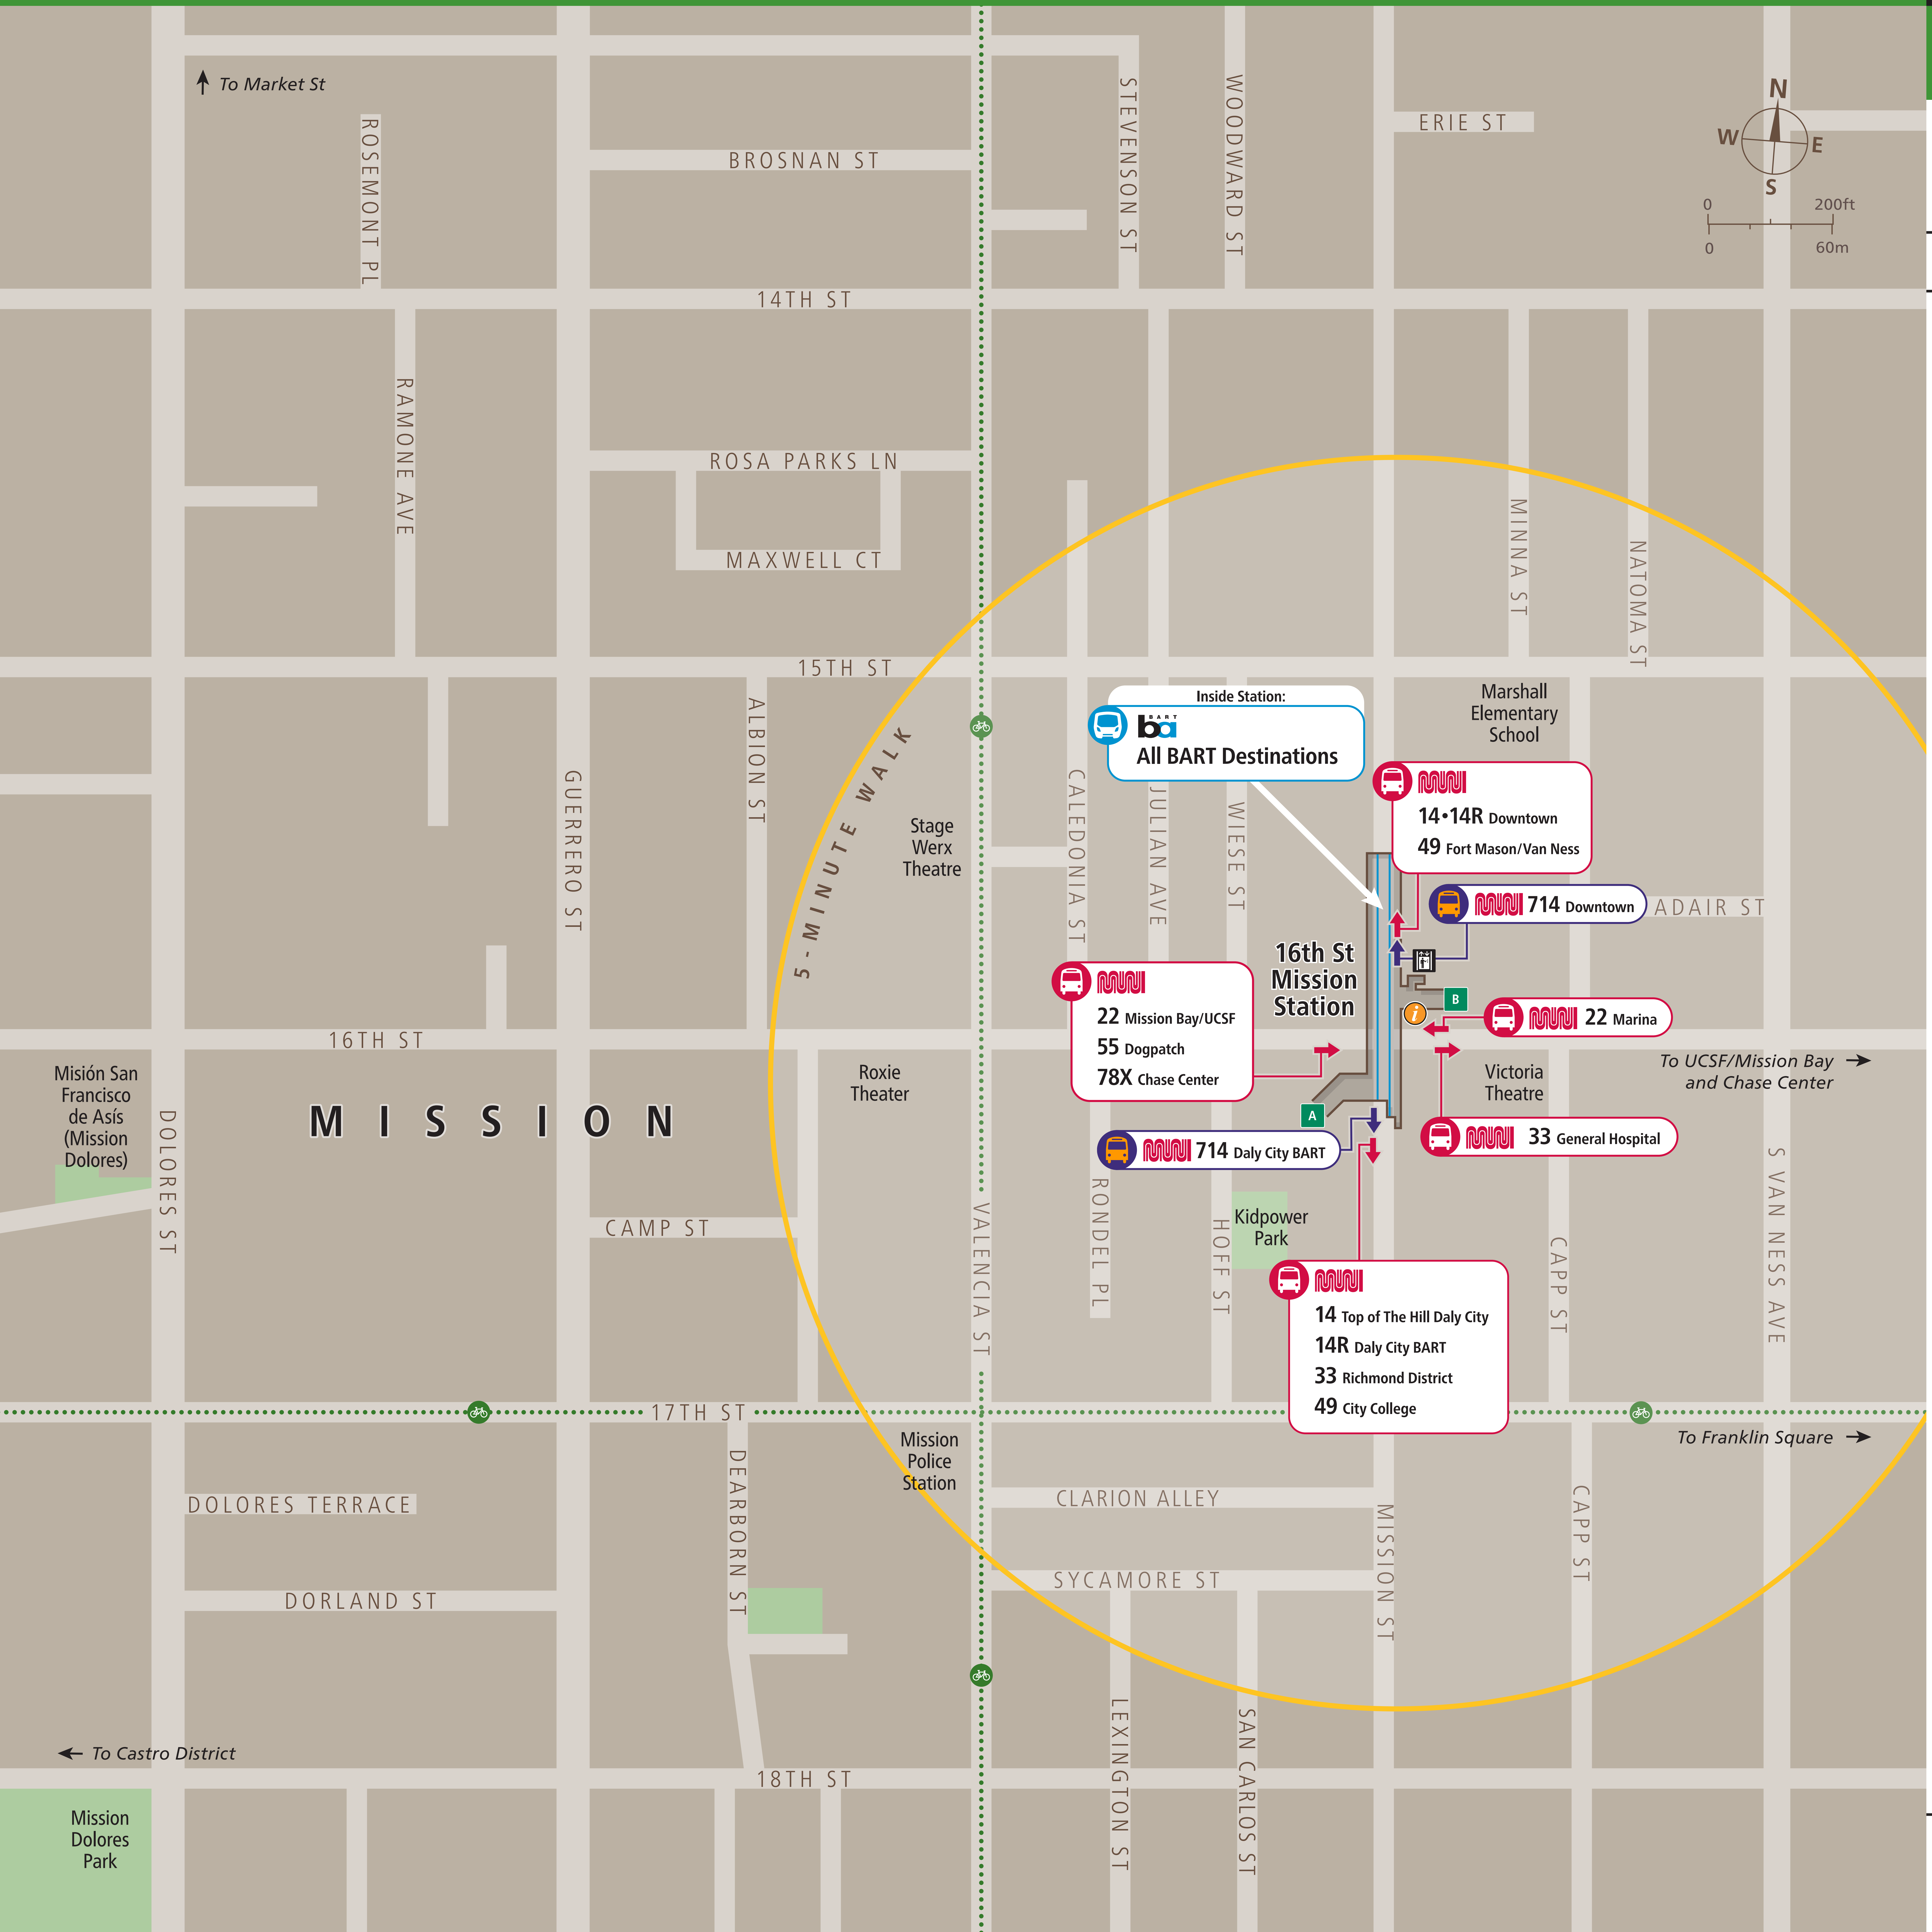 To Market St
ROSEMONT PL
BROSNAN ST
STEVENSON ST
WOODWARD ST
ERIE ST
N
W
E
S
0
200ft
0
60m
14TH ST
RAMONE AVE
ROSA PARKS LN
MAXWELL CT
MINNA ST
NATOMA ST
15TH ST
ALBION ST
GUERRERO ST
5-MINUTE WALK
Stage
Werx
Theatre
CALEDONIA ST
JULIAN AVE
WIESE ST
Inside Station:
BART
ba
All BART Destinations
Marshall
Elementary
School
MUNI
14•14R Downtown
49 Fort Mason/Van Ness
MUNI 714 Downtown
ADAIR ST
16th St
Mission
Station
MUNI
22 Mission Bay/UCSF
55 Dogpatch
78X Chase Center
B
i
MUNI 22 Marina
16TH ST
Misión San
Francisco
de Asís
(Mission
Dolores)
MISSION
Roxie
Theater
Victoria
Theatre
To UCSF/Mission Bay
and Chase Center
A
MUNI 714 Daly City BART
MUNI 33 General Hospital
DOLORES ST
CAMP ST
VALENCIA ST
RONDEL PL
HOFF ST
Kidpower
Park
CAPP ST
S VAN NESS AVE
MUNI
14 Top of The Hill Daly City
14R Daly City BART
33 Richmond District
49 City College
17TH ST
To Franklin Square
Mission
Police
Station
DEARBORN ST
DOLORES TERRACE
CLARION ALLEY
MISSION ST
CAPP ST
SYCAMORE ST
DORLAND ST
LEXINGTON ST
SAN CARLOS ST
To Castro District
18TH ST
Mission
Dolores
Park